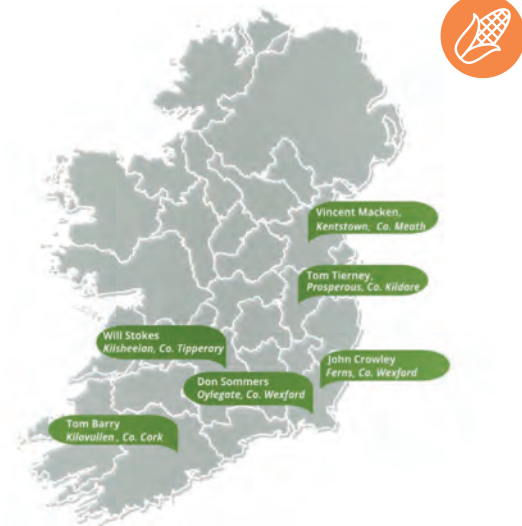 Vincent Macken,
Kentstown, Co. Meath
Tom Tierney,
Prosperous, Co. Kildare
Will Stokes
Kilsheelan, Co. Tipperary
John Crowley
Ferns, Co. Wexford
Don Sommers
Oylegate, Co. Wexford
Tom Barry
Kilavullen , Co. Cork